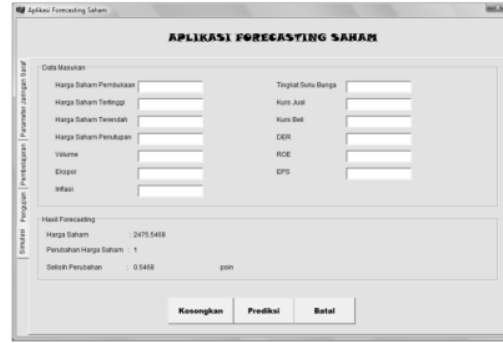 Aplikasi Forecasting Saham
APLIKASI FORECASTING SAHAM
Parameter Jaringan Saraf
Pembelajaran
Pengujian
Simulasi
Data Masukan
Harga Saham Pembukaan
Harga Saham Tertinggi
Harga Saham Terendah
Harga Saham Penutupan
Volume
Ekspor
Inflasi
Tingkat Suku Bunga
Kurs Jual
Kurs Beli
DER
ROE
EPS
Hasil Forecasting
Harga Saham : 2475.5468
Perubahan Harga Saham : 1
Selisih Perubahan : 0.5468 poin
Kosongkan Prediksi Batal